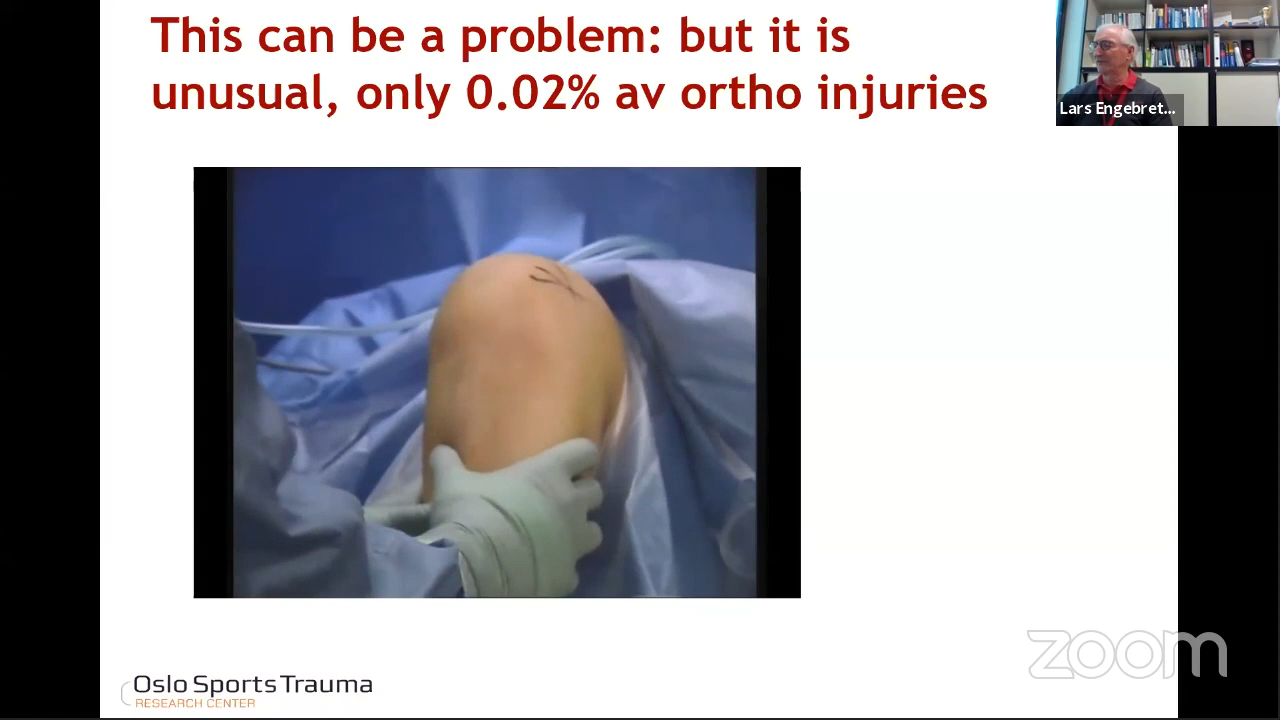 This can be a problem: but it is
unusual, only 0.02% av ortho injuries
Lars Engebret...
Oslo Sports Trauma
RESEARCH CENTER
zoom